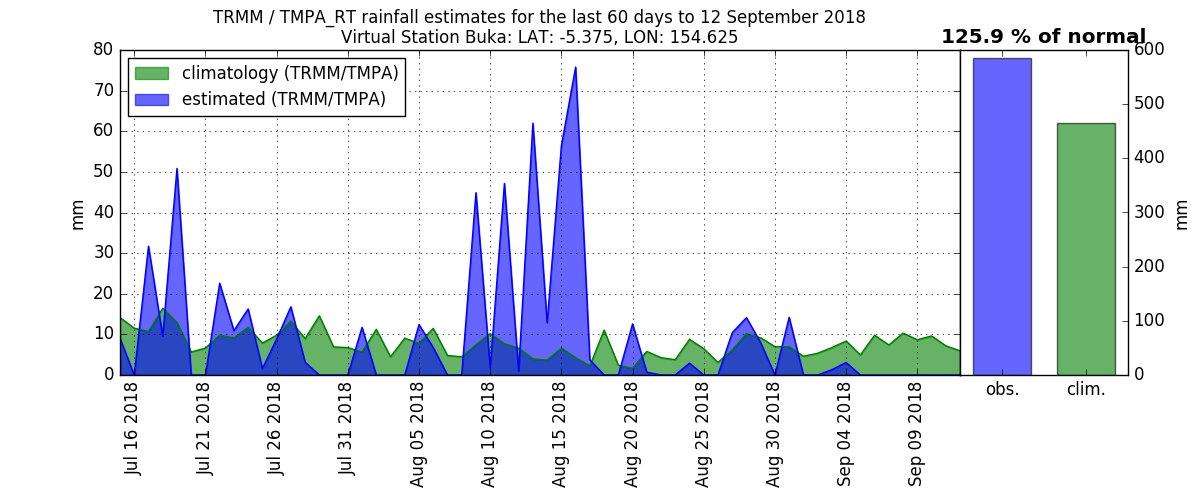 TRMM / TMPA_RT rainfall estimates for the last 60 days to 12 September 2018
Virtual Station Buka: LAT: -5.375, LON: 154.625
125.9 % of normal
climatology (TRMM/TMPA)
estimated (TRMM/TMPA)
80
70
60
50
40
30
20
10
0
mm
Jul 16 2018
Jul 21 2018
Jul 26 2018
Jul 31 2018
Aug 05 2018
Aug 10 2018
Aug 15 2018
Aug 20 2018
Aug 25 2018
Aug 30 2018
Sep 04 2018
Sep 09 2018
600
500
400
300
200
100
0
mm
obs.
clim.